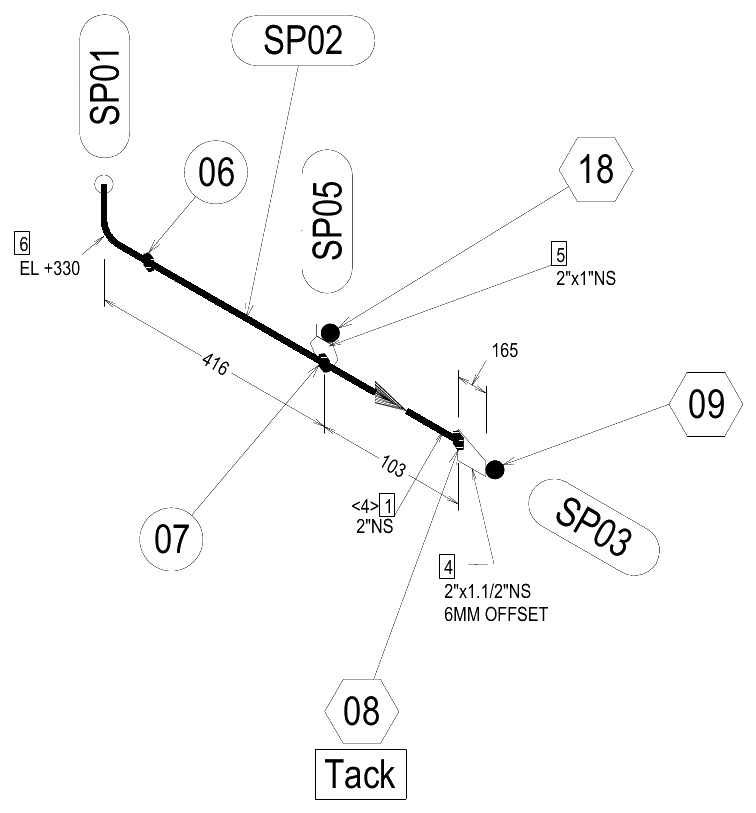 SP01
SP02
06
SP05
18
6
EL +330
5
2"x1"NS
416
165
09
103
<4>1
2"NS
07
SP03
4
2"x1.1/2"NS
6MM OFFSET
08
Tack